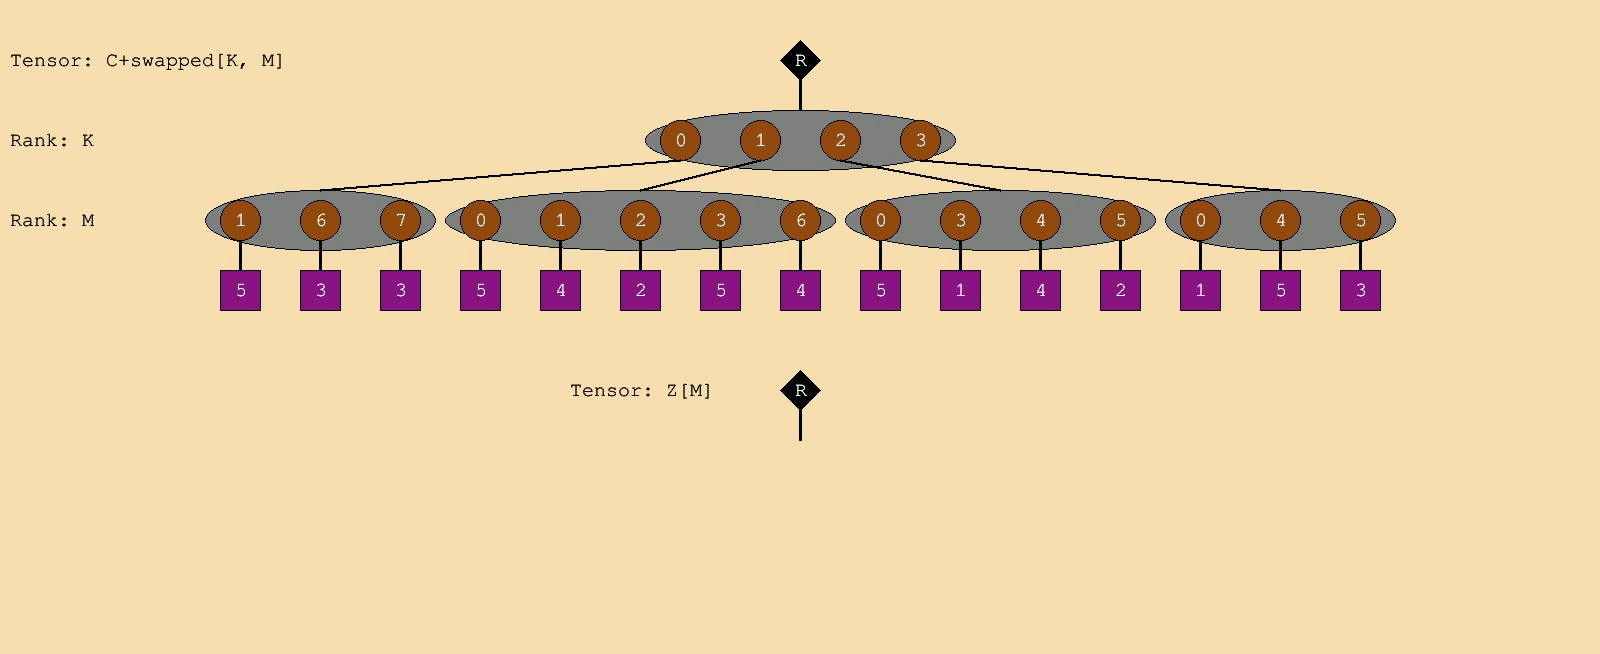 Tensor: C+swapped[K, M] R
Rank: K 0 1 2 3
Rank: M 1 6 7 0 1 2 3 6 0 3 4 5 0 4 5
5 3 3 5 4 2 5 4 5 1 4 2 1 5 3
Tensor: Z[M] R